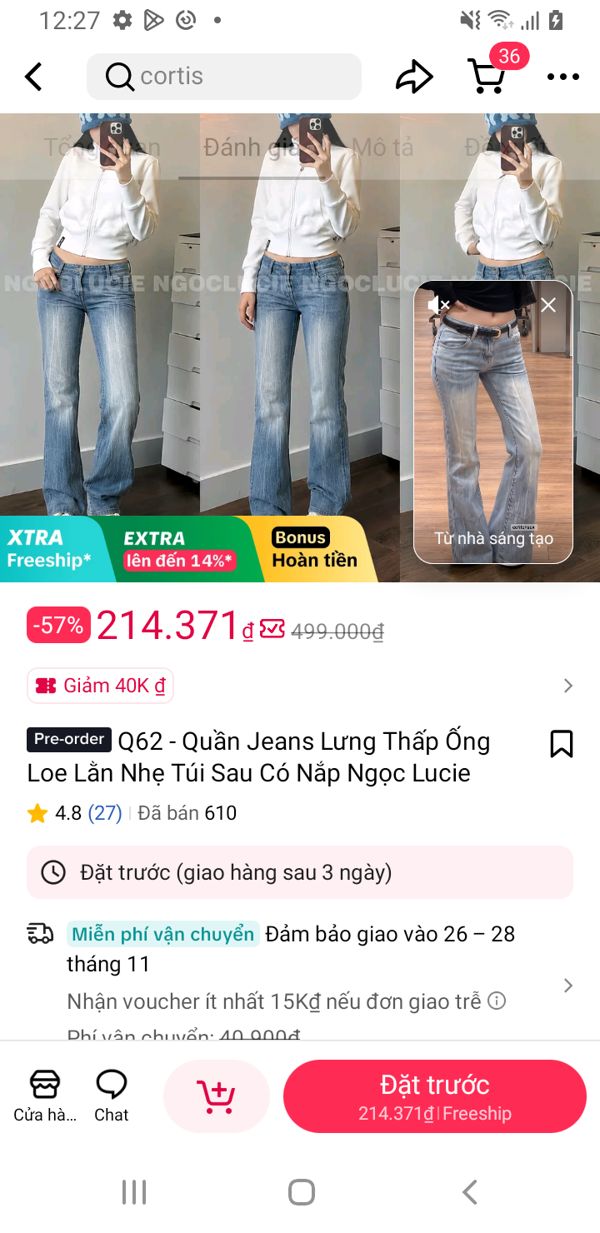 12:27
36
cortis
Tổng quan
Đánh giá
Mô tả
NGOCLUCIE NGOCLUCIE NGOCLUCIE
Từ nhà sáng tạo
XTRA
Freeship*
EXTRA
lên đến 14%*
Bonus
Hoàn tiền
-57% 214.371₫ 499.000₫
Giảm 40K ₫
Pre-order Q62 - Quần Jeans Lưng Thấp Ống
Loe Lằn Nhẹ Túi Sau Có Nắp Ngọc Lucie
4.8 (27) Đã bán 610
Đặt trước (giao hàng sau 3 ngày)
Miễn phí vận chuyển Đảm bảo giao vào 26 – 28
tháng 11
Nhận voucher ít nhất 15K₫ nếu đơn giao trễ
Phí vận chuyển: 40.900₫
Đặt trước
214.371₫ Freeship
Cửa hà... Chat